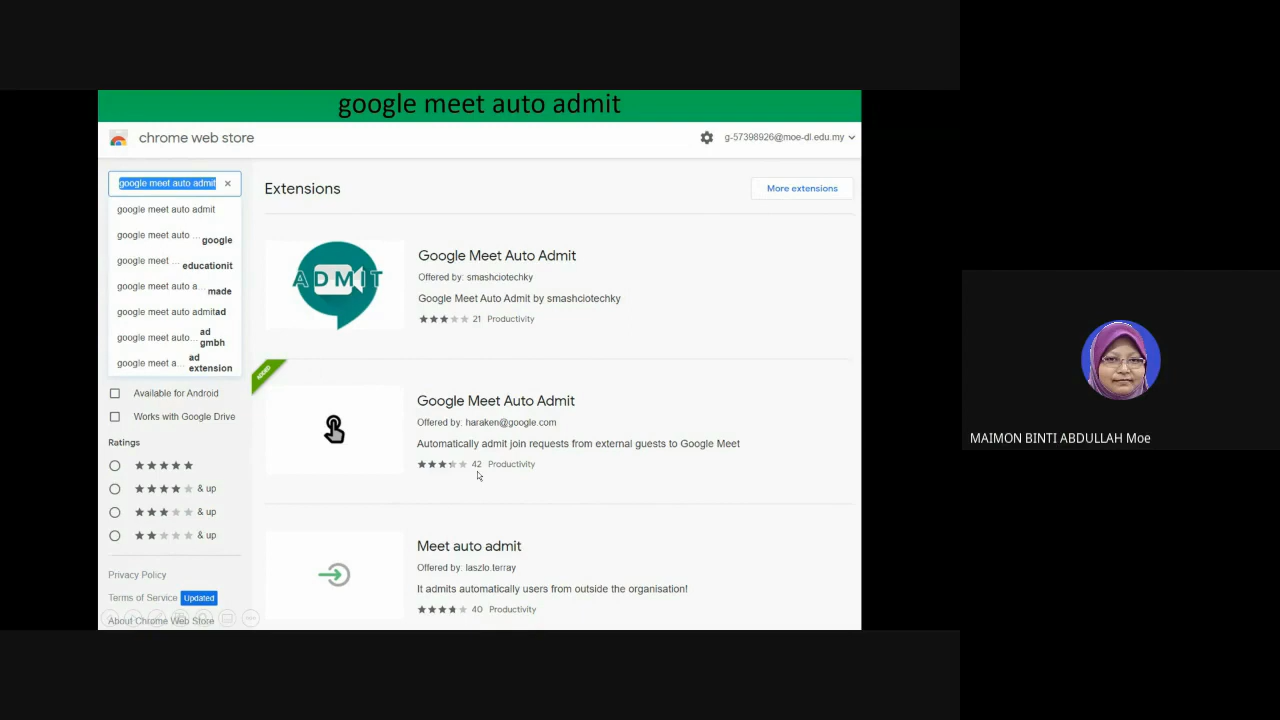 google meet auto admit
chrome web store
g-57398926@moe-dl.edu.my
google meet auto admit
google meet auto admit
google meet auto ... google
google meet ... educationit
google meet auto a... made
google meet auto admitad
google meet auto... ad gmbh
google meet a... ad extension
Available for Android
Works with Google Drive
Ratings
& up
& up
& up
Privacy Policy
Terms of Service Updated
About Chrome Web Store
Extensions
More extensions
ADMIT
Google Meet Auto Admit
Offered by: smashciotechky
Google Meet Auto Admit by smashciotechky
21 Productivity
ADDED
Google Meet Auto Admit
Offered by: haraken@google.com
Automatically admit join requests from external guests to Google Meet
42 Productivity
Meet auto admit
Offered by: laszlo.terray
It admits automatically users from outside the organisation!
40 Productivity
MAIMON BINTI ABDULLAH Moe